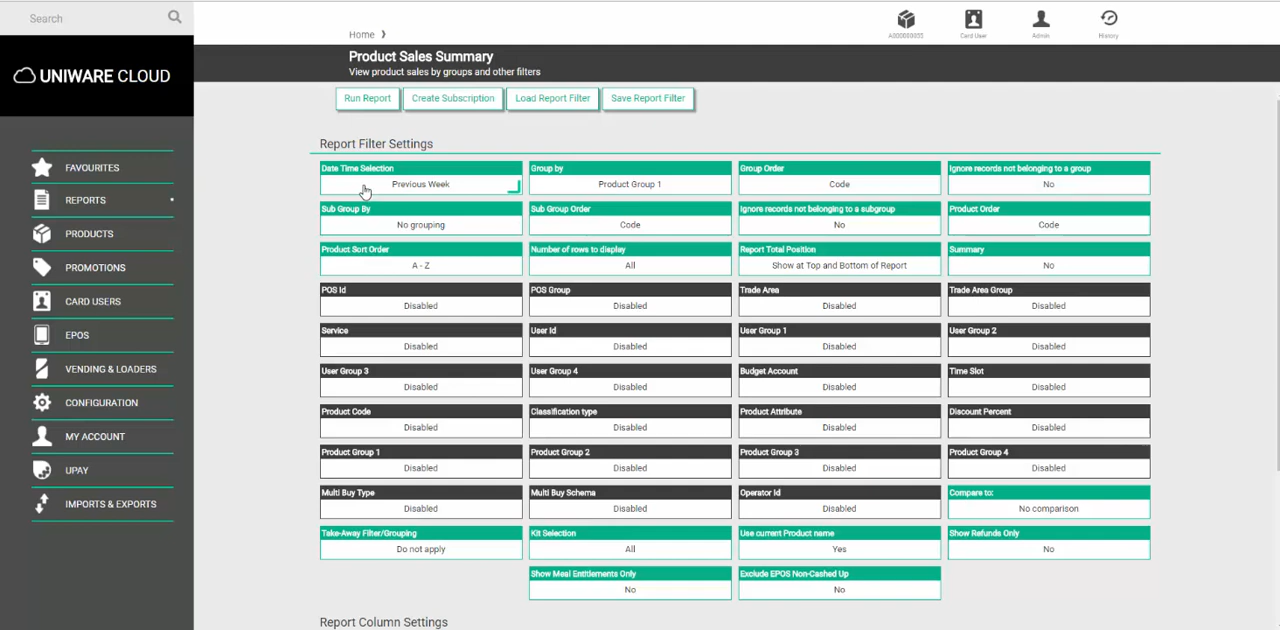 Search
Home ❯
A000000055
Card User
Admin
History
UNIWARE CLOUD
Product Sales Summary
View product sales by groups and other filters
Run Report
Create Subscription
Load Report Filter
Save Report Filter
FAVOURITES
REPORTS
PRODUCTS
PROMOTIONS
CARD USERS
EPOS
VENDING & LOADERS
CONFIGURATION
MY ACCOUNT
UPAY
IMPORTS & EXPORTS
Report Filter Settings
Date Time Selection
Previous Week
Group by
Product Group 1
Group Order
Code
Ignore records not belonging to a group
No
Sub Group By
No grouping
Sub Group Order
Code
Ignore records not belonging to a subgroup
No
Product Order
Code
Product Sort Order
A - Z
Number of rows to display
All
Report Total Position
Show at Top and Bottom of Report
Summary
No
POS Id
Disabled
POS Group
Disabled
Trade Area
Disabled
Trade Area Group
Disabled
Service
Disabled
User Id
Disabled
User Group 1
Disabled
User Group 2
Disabled
User Group 3
Disabled
User Group 4
Disabled
Budget Account
Disabled
Time Slot
Disabled
Product Code
Disabled
Classification type
Disabled
Product Attribute
Disabled
Discount Percent
Disabled
Product Group 1
Disabled
Product Group 2
Disabled
Product Group 3
Disabled
Product Group 4
Disabled
Multi Buy Type
Disabled
Multi Buy Schema
Disabled
Operator Id
Disabled
Compare to:
No comparison
Take-Away Filter/Grouping
Do not apply
Kit Selection
All
Use current Product name
Yes
Show Refunds Only
No
Show Meal Entitlements Only
No
Exclude EPOS Non-Cashed Up
No
Report Column Settings